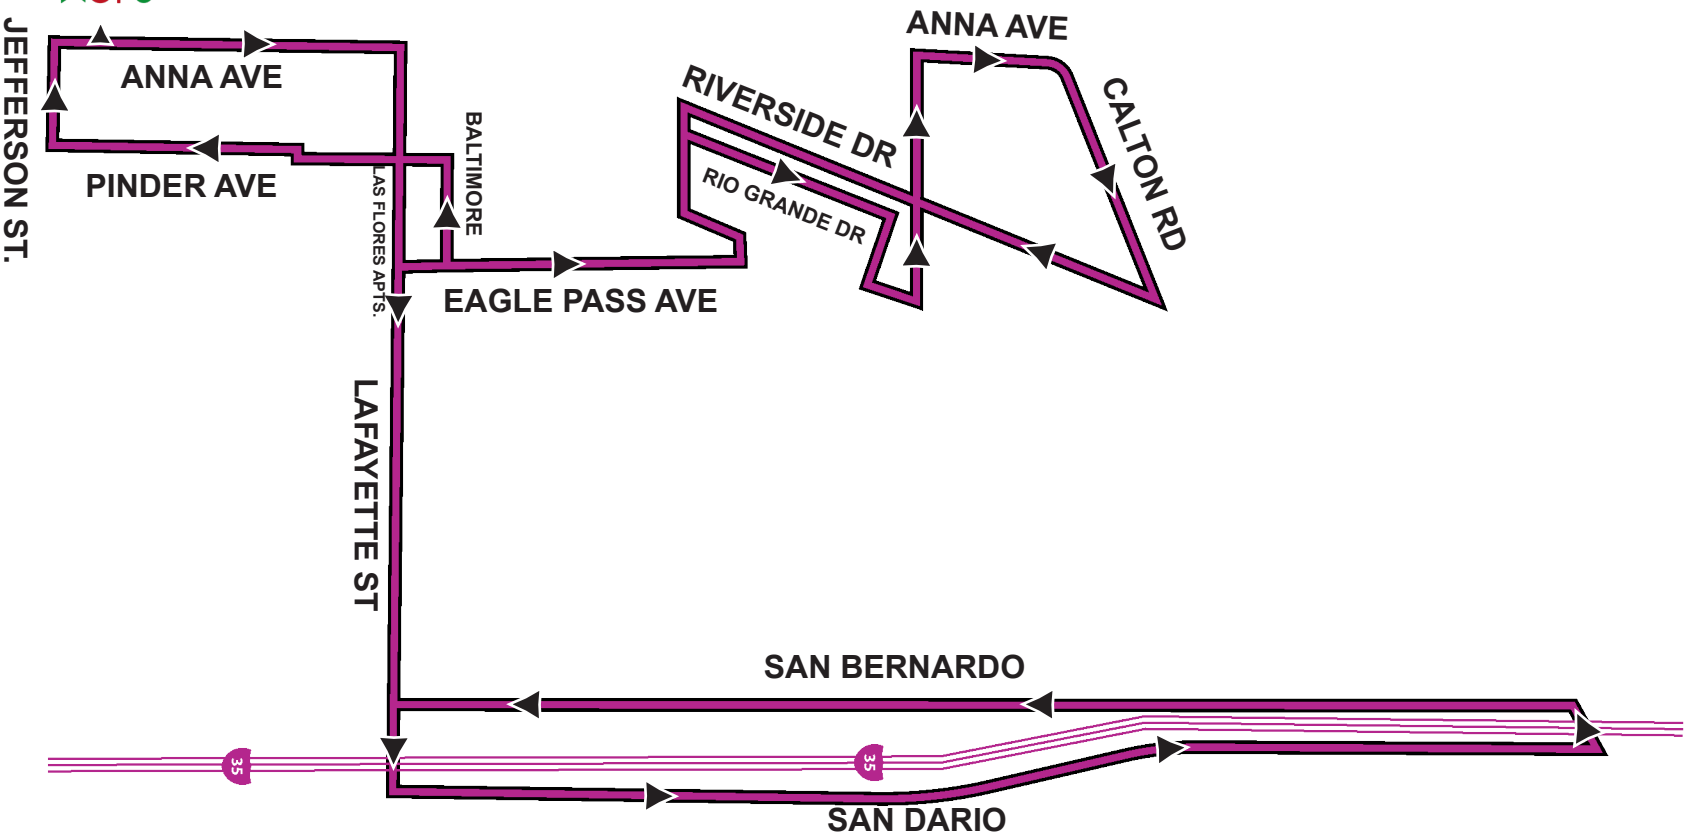 ANNA AVE
JEFFERSON ST.
ANNA AVE
RIVERSIDE DR
CALTON RD
BALTIMORE
PINDER AVE
LAS FLORES APTS.
RIO GRANDE DR
EAGLE PASS AVE
LAFAYETTE ST
SAN BERNARDO
35
35
SAN DARIO